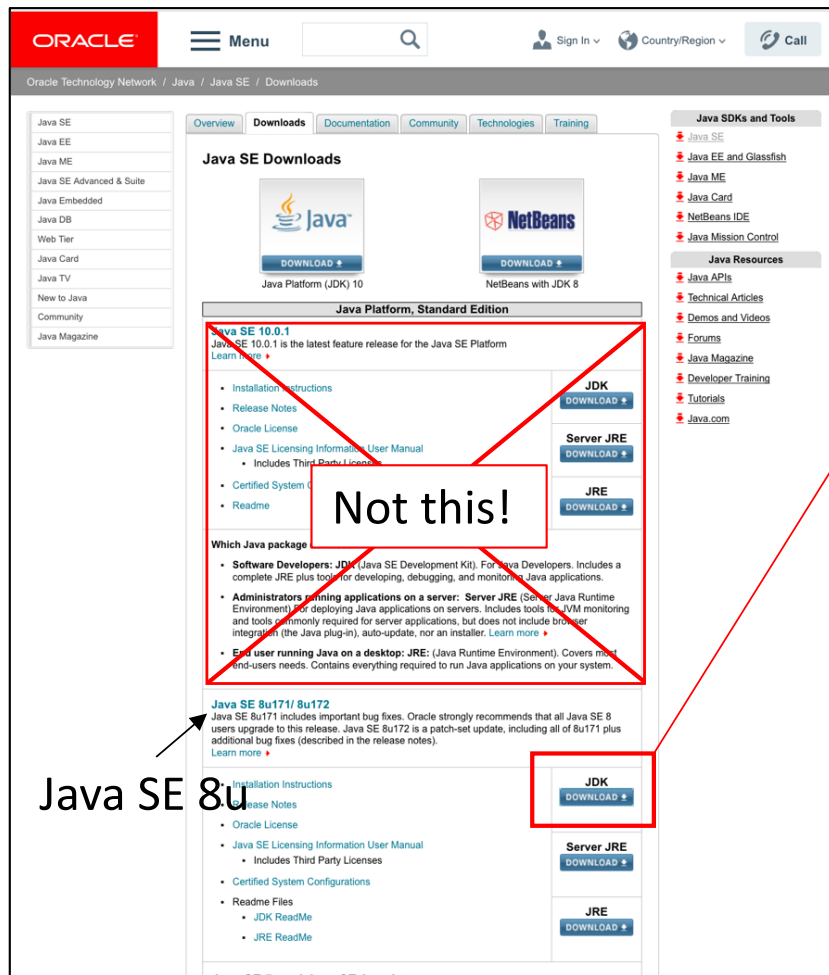 ORACLE
Menu
Sign In
Country/Region
Call
Oracle Technology Network / Java / Java SE / Downloads
Java SE
Java EE
Java ME
Java SE Advanced & Suite
Java Embedded
Java DB
Web Tier
Java Card
Java TV
New to Java
Community
Java Magazine
Overview
Downloads
Documentation
Community
Technologies
Training
Java SE Downloads
Java
DOWNLOAD
Java Platform (JDK) 10
NetBeans
DOWNLOAD
NetBeans with JDK 8
Java Platform, Standard Edition
Java SE 10.0.1
Java SE 10.0.1 is the latest feature release for the Java SE Platform
Learn more
• Installation Instructions
• Release Notes
• Oracle License
• Java SE Licensing Information User Manual
• Includes Third Party Licenses
• Certified System
• Readme
JDK
DOWNLOAD
Server JRE
DOWNLOAD
JRE
DOWNLOAD
Not this!
Which Java package
• Software Developers: JDK (Java SE Development Kit). For Java Developers. Includes a
complete JRE plus tools for developing, debugging, and monitoring Java applications.
• Administrators running applications on a server: Server JRE (Server Java Runtime
Environment) For deploying Java applications on servers. Includes tools for JVM monitoring
and tools commonly required for server applications, but does not include browser
integration (the Java plug-in), auto-update, nor an installer. Learn more
• End user running Java on a desktop: JRE: (Java Runtime Environment). Covers most
end-users needs. Contains everything required to run Java applications on your system.
Java SE 8u171/ 8u172
Java SE 8u171 includes important bug fixes. Oracle strongly recommends that all Java SE 8
users upgrade to this release. Java SE 8u172 is a patch-set update, including all of 8u171 plus
additional bug fixes (described in the release notes).
Learn more
Java SE 8u
• Installation Instructions
• Release Notes
• Oracle License
• Java SE Licensing Information User Manual
• Includes Third Party Licenses
• Certified System Configurations
• Readme Files
• JDK ReadMe
• JRE ReadMe
JDK
DOWNLOAD
Server JRE
DOWNLOAD
JRE
DOWNLOAD
Java SDKs and Tools
Java SE
Java EE and Glassfish
Java ME
Java Card
NetBeans IDE
Java Mission Control
Java Resources
Java APIs
Technical Articles
Demos and Videos
Forums
Java Magazine
Developer Training
Tutorials
Java.com